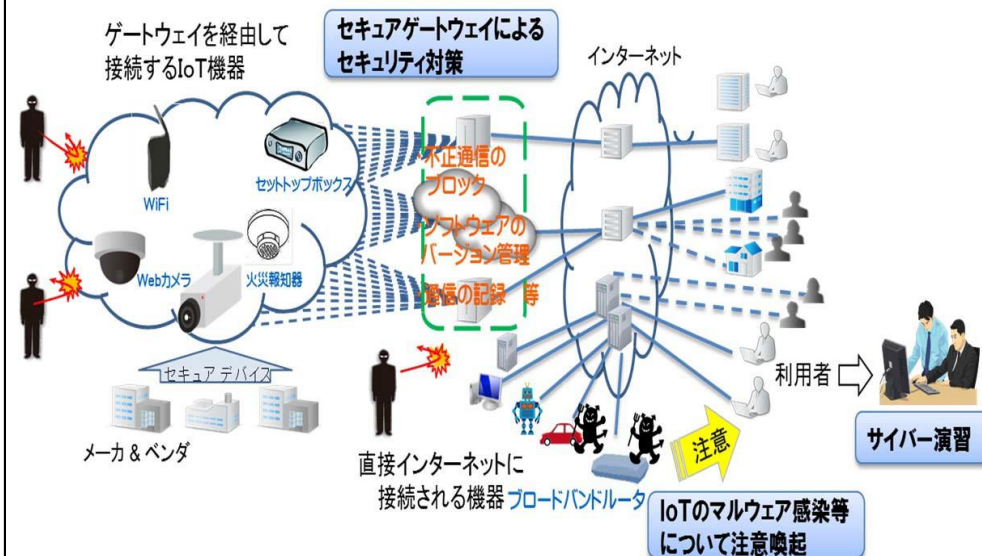 ゲートウェイを経由して
接続するIoT機器
セキュアゲートウェイによる
セキュリティ対策
インターネット
WiFi
セットトップボックス
・不正通信の
ブロック
・ソフトウェアの
バージョン管理
・通信の記録 等
Webカメラ
火災報知器
セキュア デバイス
メーカ & ベンダ
直接インターネットに
接続される機器
ブロードバンドルータ
注意
利用者
サイバー演習
IoTのマルウェア感染等
について注意喚起